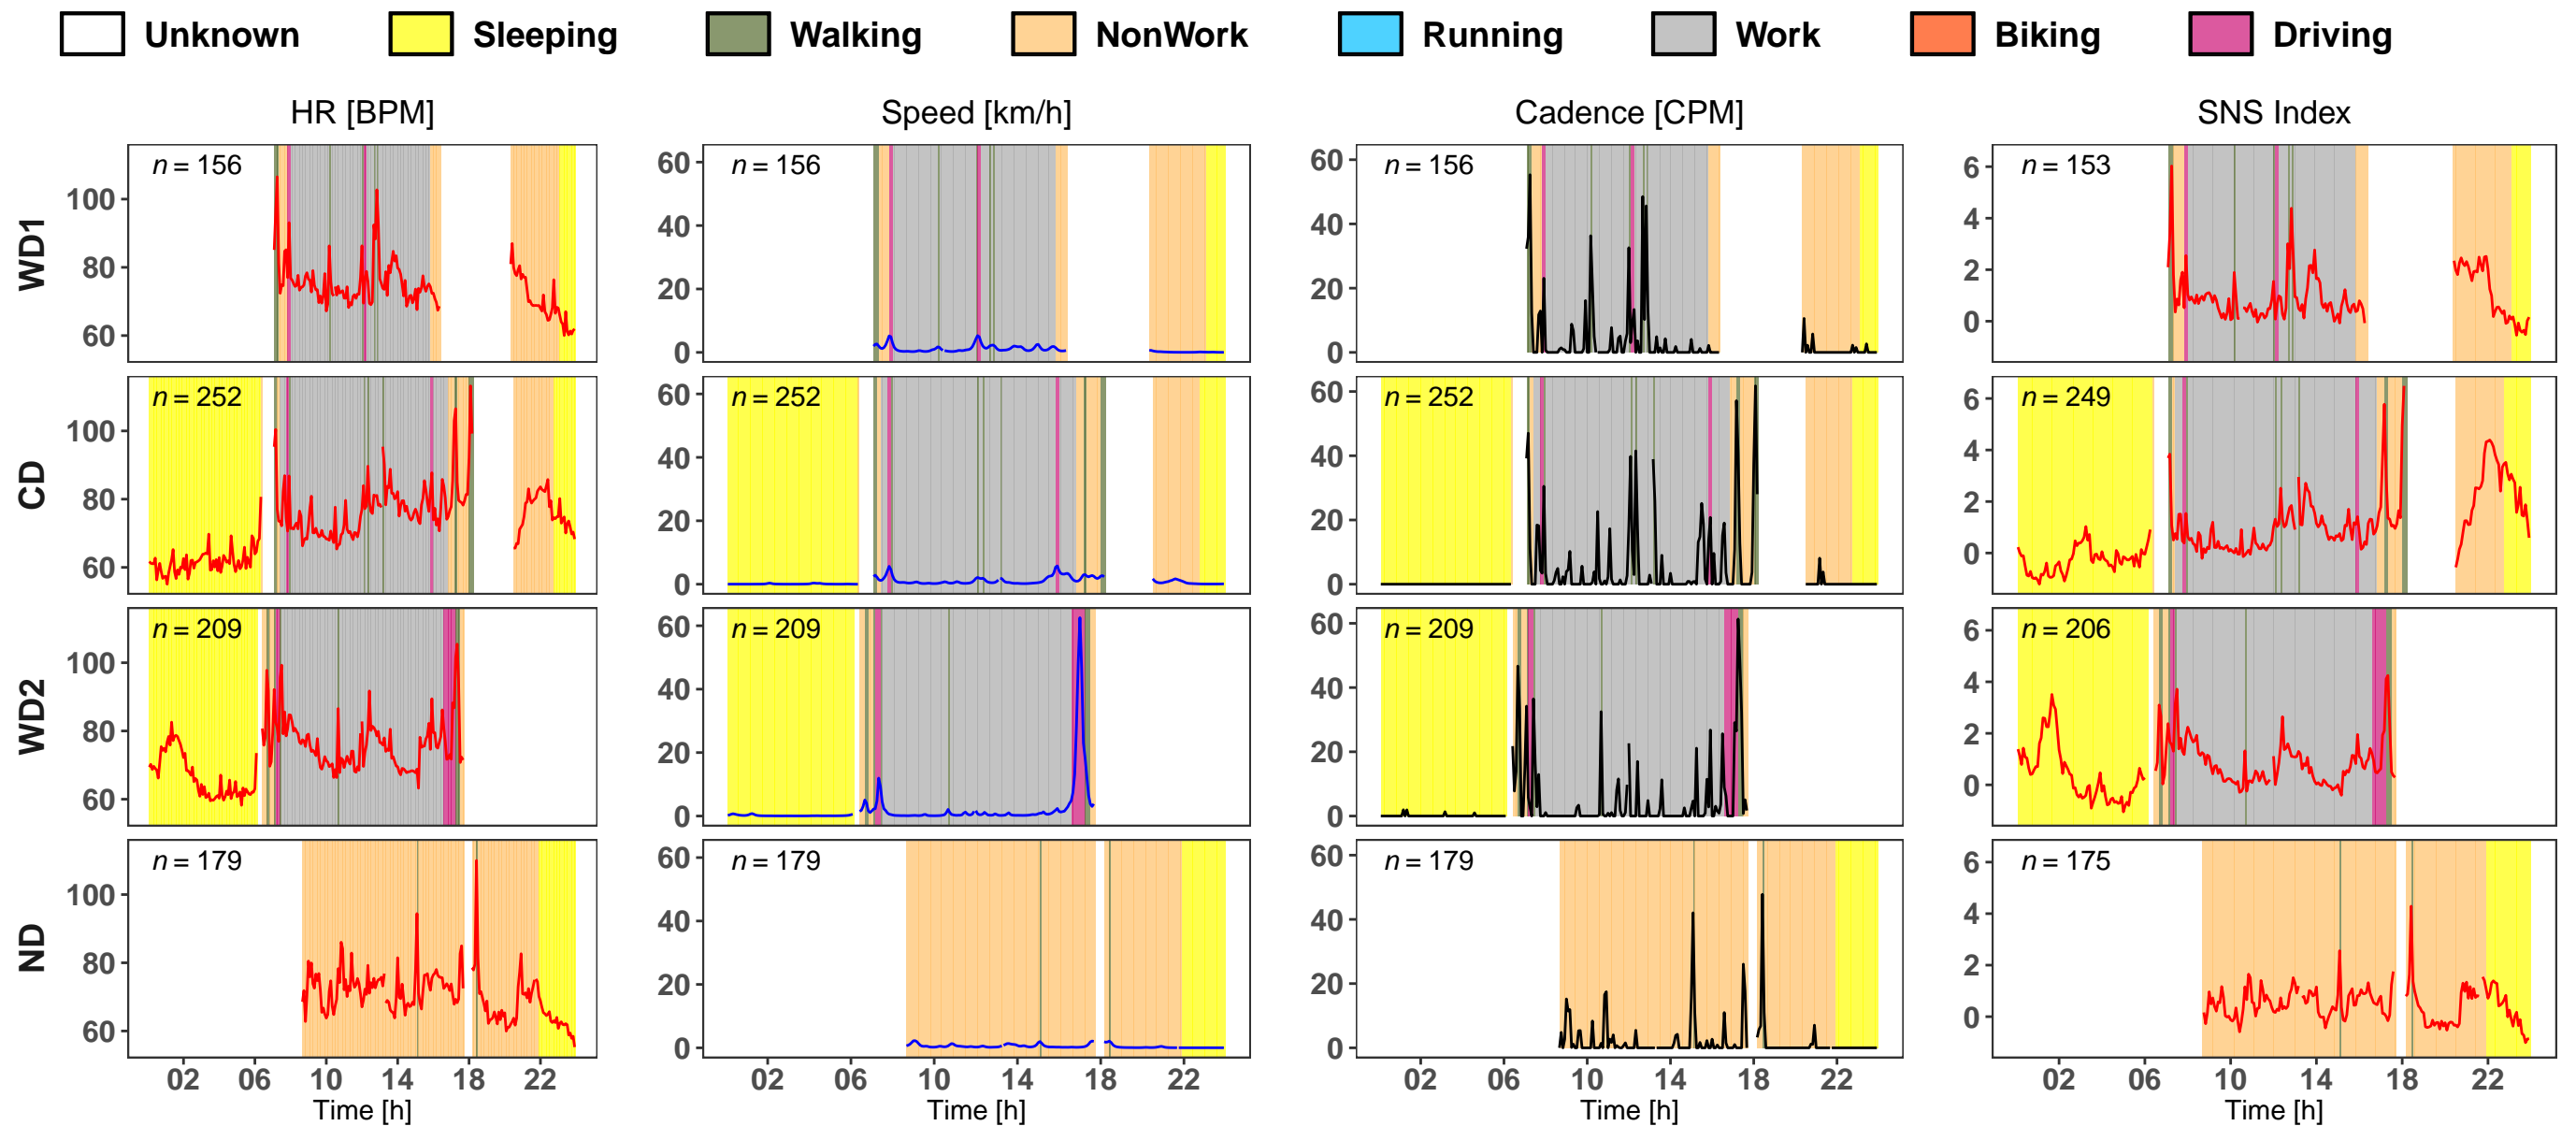 Unknown Sleeping Walking NonWork Running Work Biking Driving
HR [BPM] Speed [km/h] Cadence [CPM] SNS Index
WD1
n = 156 n = 156 n = 156 n = 153
100 60 60 6
80 40 40 4
60 20 20 2
0 0 0
CD
n = 252 n = 252 n = 252 n = 249
100 60 60 6
80 40 40 4
60 20 20 2
0 0 0
WD2
n = 209 n = 209 n = 209 n = 206
100 60 60 6
80 40 40 4
60 20 20 2
0 0 0
ND
n = 179 n = 179 n = 179 n = 175
100 60 60 6
80 40 40 4
60 20 20 2
0 0 0
02 06 10 14 18 22 02 06 10 14 18 22 02 06 10 14 18 22 02 06 10 14 18 22
Time [h] Time [h] Time [h] Time [h]